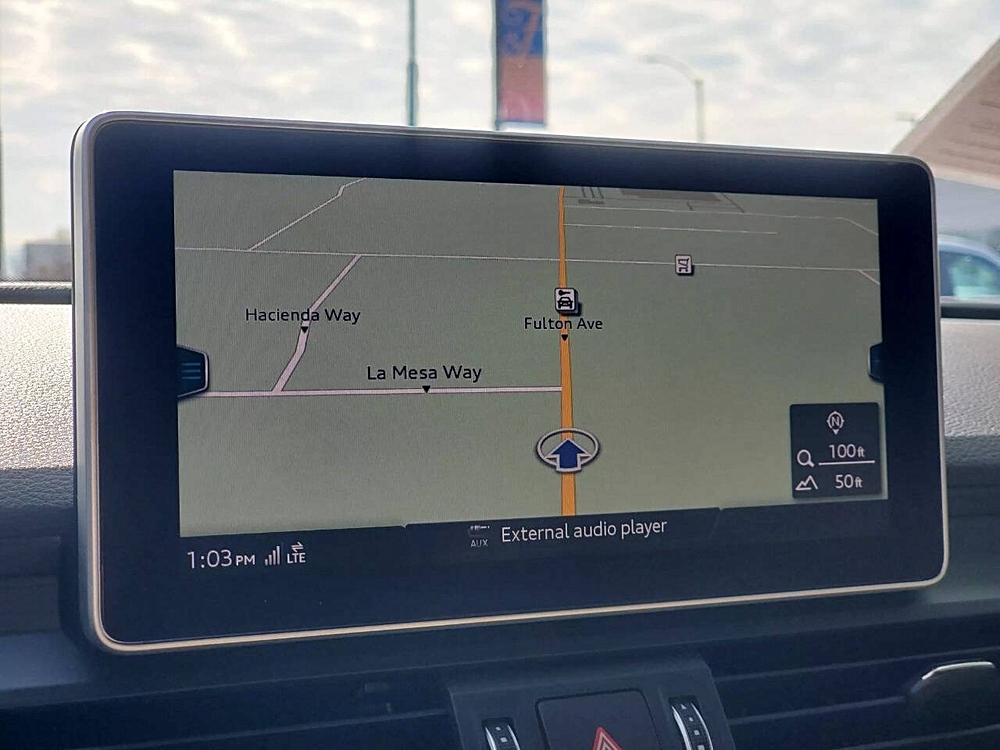 F
Hacienda Way
Fulton Ave
La Mesa Way
N
100ft
50ft
AUX
External audio player
1:03PM
LTE